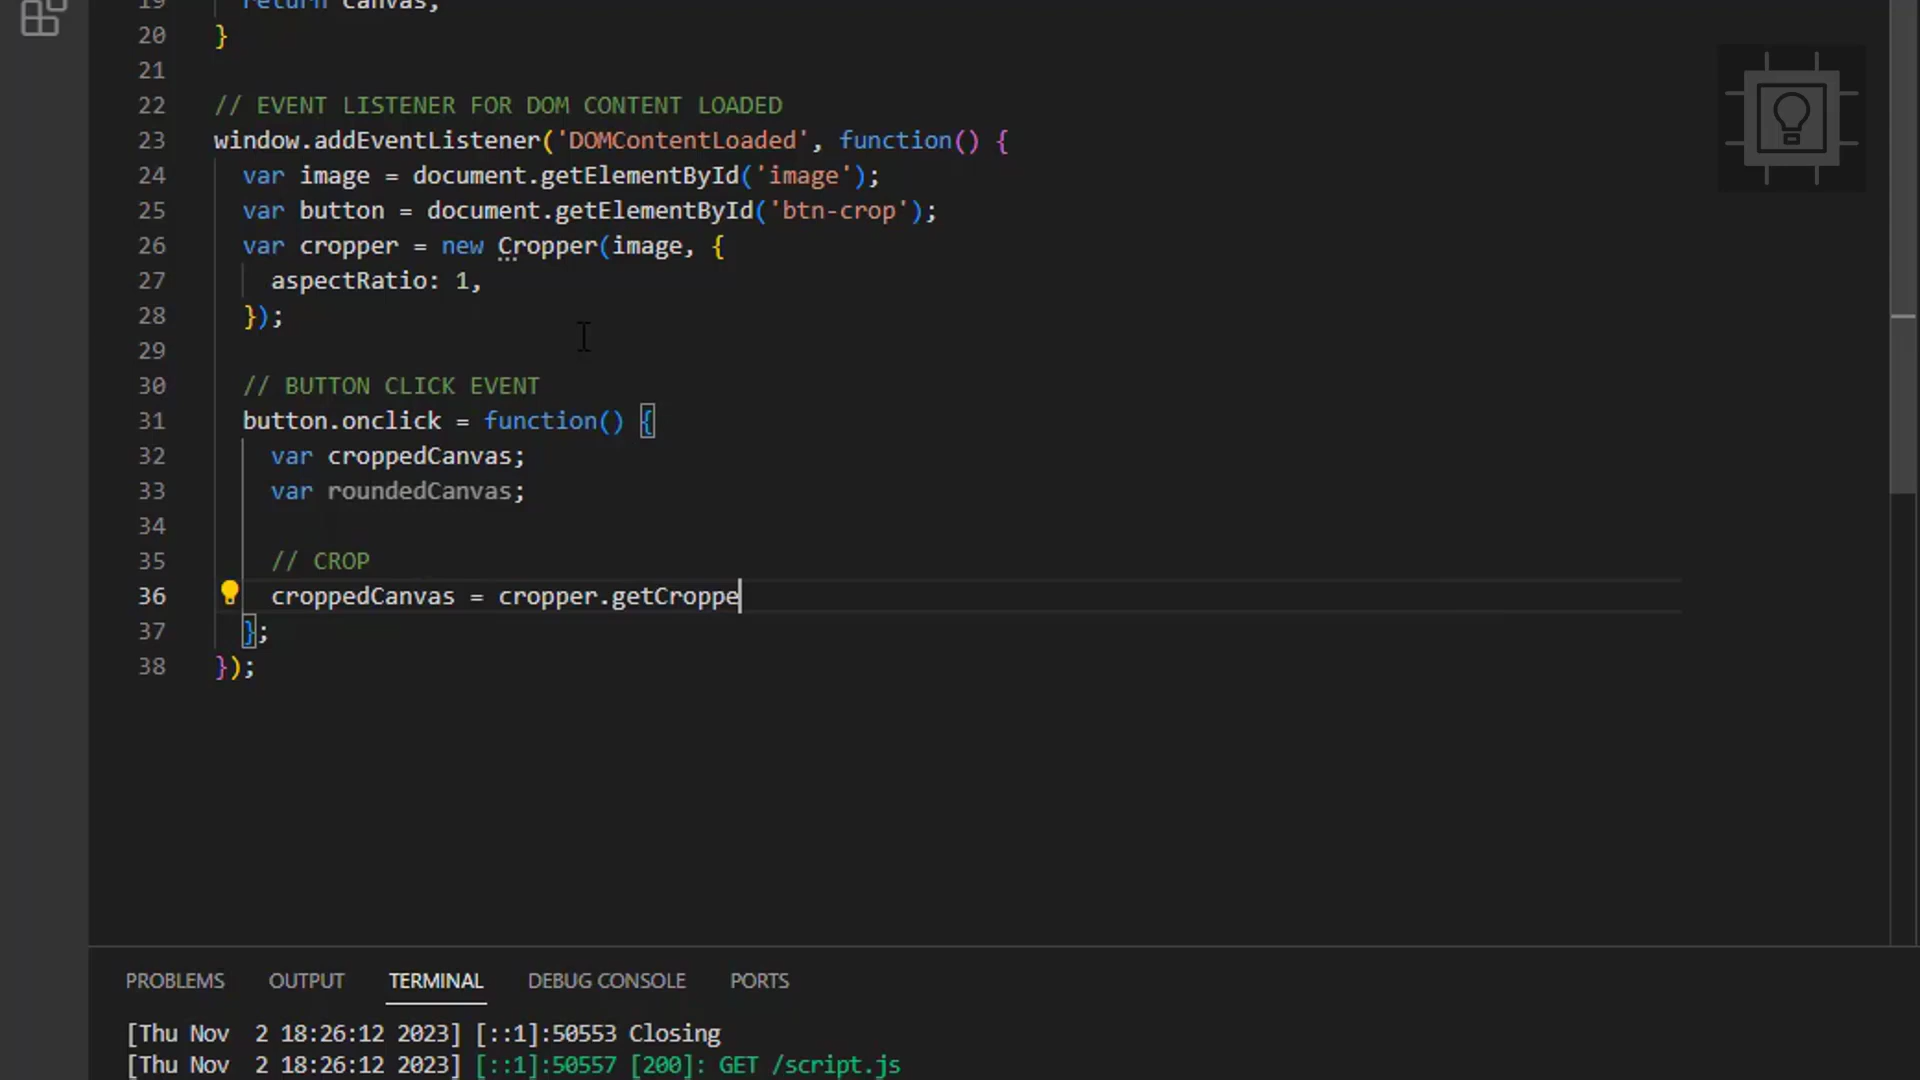 19 return canvas;
20 }
21
22 // EVENT LISTENER FOR DOM CONTENT LOADED
23 window.addEventListener('DOMContentLoaded', function() {
24 var image = document.getElementById('image');
25 var button = document.getElementById('btn-crop');
26 var cropper = new Cropper(image, {
27 aspectRatio: 1,
28 });
29
30 // BUTTON CLICK EVENT
31 button.onclick = function() {
32 var croppedCanvas;
33 var roundedCanvas;
34
35 // CROP
36 croppedCanvas = cropper.getCroppe
37 };
38 });
PROBLEMS OUTPUT TERMINAL DEBUG CONSOLE PORTS
[Thu Nov  2 18:26:12 2023] [::1]:50553 Closing
[Thu Nov  2 18:26:12 2023] [::1]:50557 [200]: GET /script.js